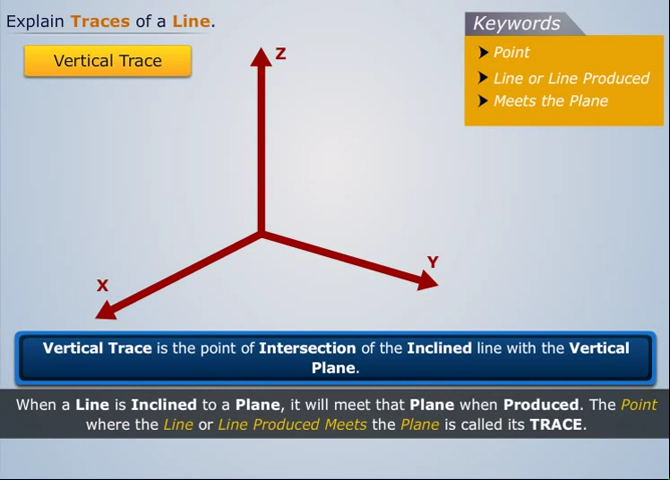 Explain Traces of a Line.
Keywords
Vertical Trace
Point
Line or Line Produced
Meets the Plane
Z
Y
X
Vertical Trace is the point of Intersection of the Inclined line with the Vertical
Plane.
When a Line is Inclined to a Plane, it will meet that Plane when Produced. The Point
where the Line or Line Produced Meets the Plane is called its TRACE.